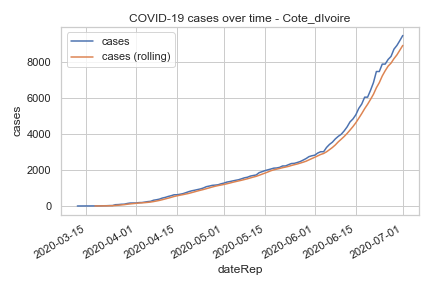 COVID-19 cases over time - Cote_dIvoire
cases
cases (rolling)
8000
6000
4000
2000
0
cases
2020-03-15
2020-04-01
2020-04-15
2020-05-01
2020-05-15
2020-06-01
2020-06-15
2020-07-01
dateRep